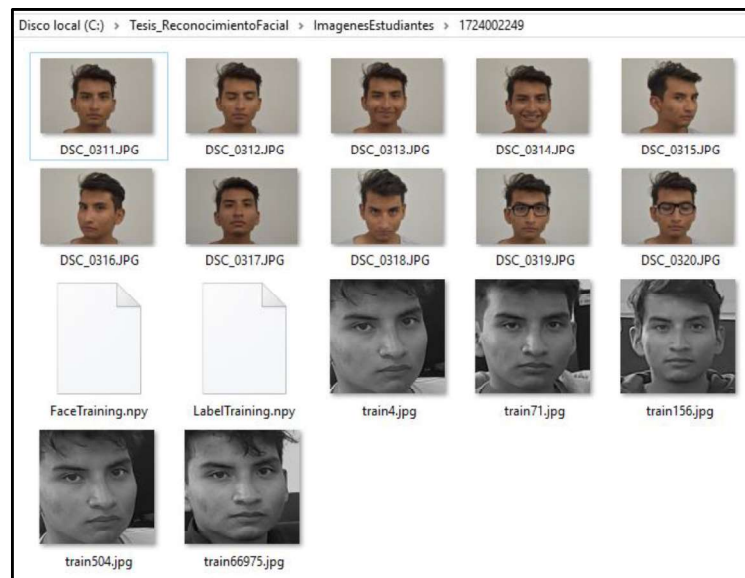 Disco local (C:) > Tesis_ReconocimientoFacial > ImagenesEstudiantes > 1724002249
DSC_0311.JPG DSC_0312.JPG DSC_0313.JPG DSC_0314.JPG DSC_0315.JPG
DSC_0316.JPG DSC_0317.JPG DSC_0318.JPG DSC_0319.JPG DSC_0320.JPG
FaceTraining.npy LabelTraining.npy train4.jpg train71.jpg train156.jpg
train504.jpg train66975.jpg